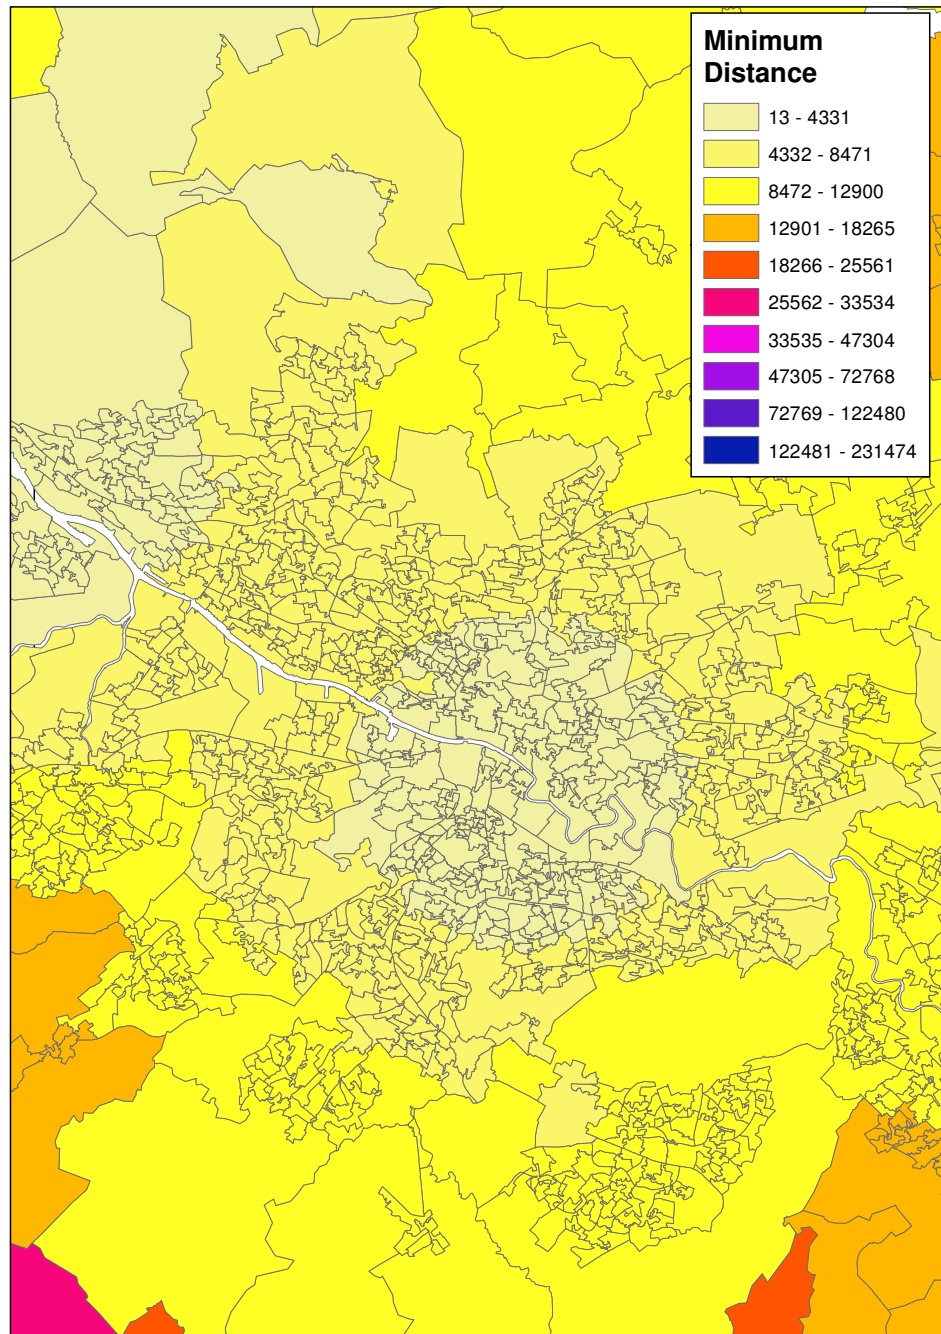 Minimum
Distance
13 - 4331
4332 - 8471
8472 - 12900
12901 - 18265
18266 - 25561
25562 - 33534
33535 - 47304
47305 - 72768
72769 - 122480
122481 - 231474